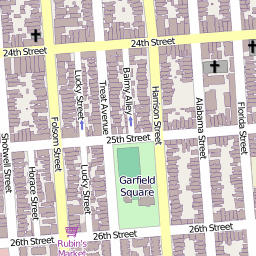 24th Street
24th Street
Lucky Street
Treat Avenue
Balmy Alley
Harrison Street
Alabama Street
Florida Street
Folsom Street
Shotwell Street
Horace Street
Lucky Street
25th Street
Garfield
Square
26th Street
26th Street
26th Street
Rubin's
Market